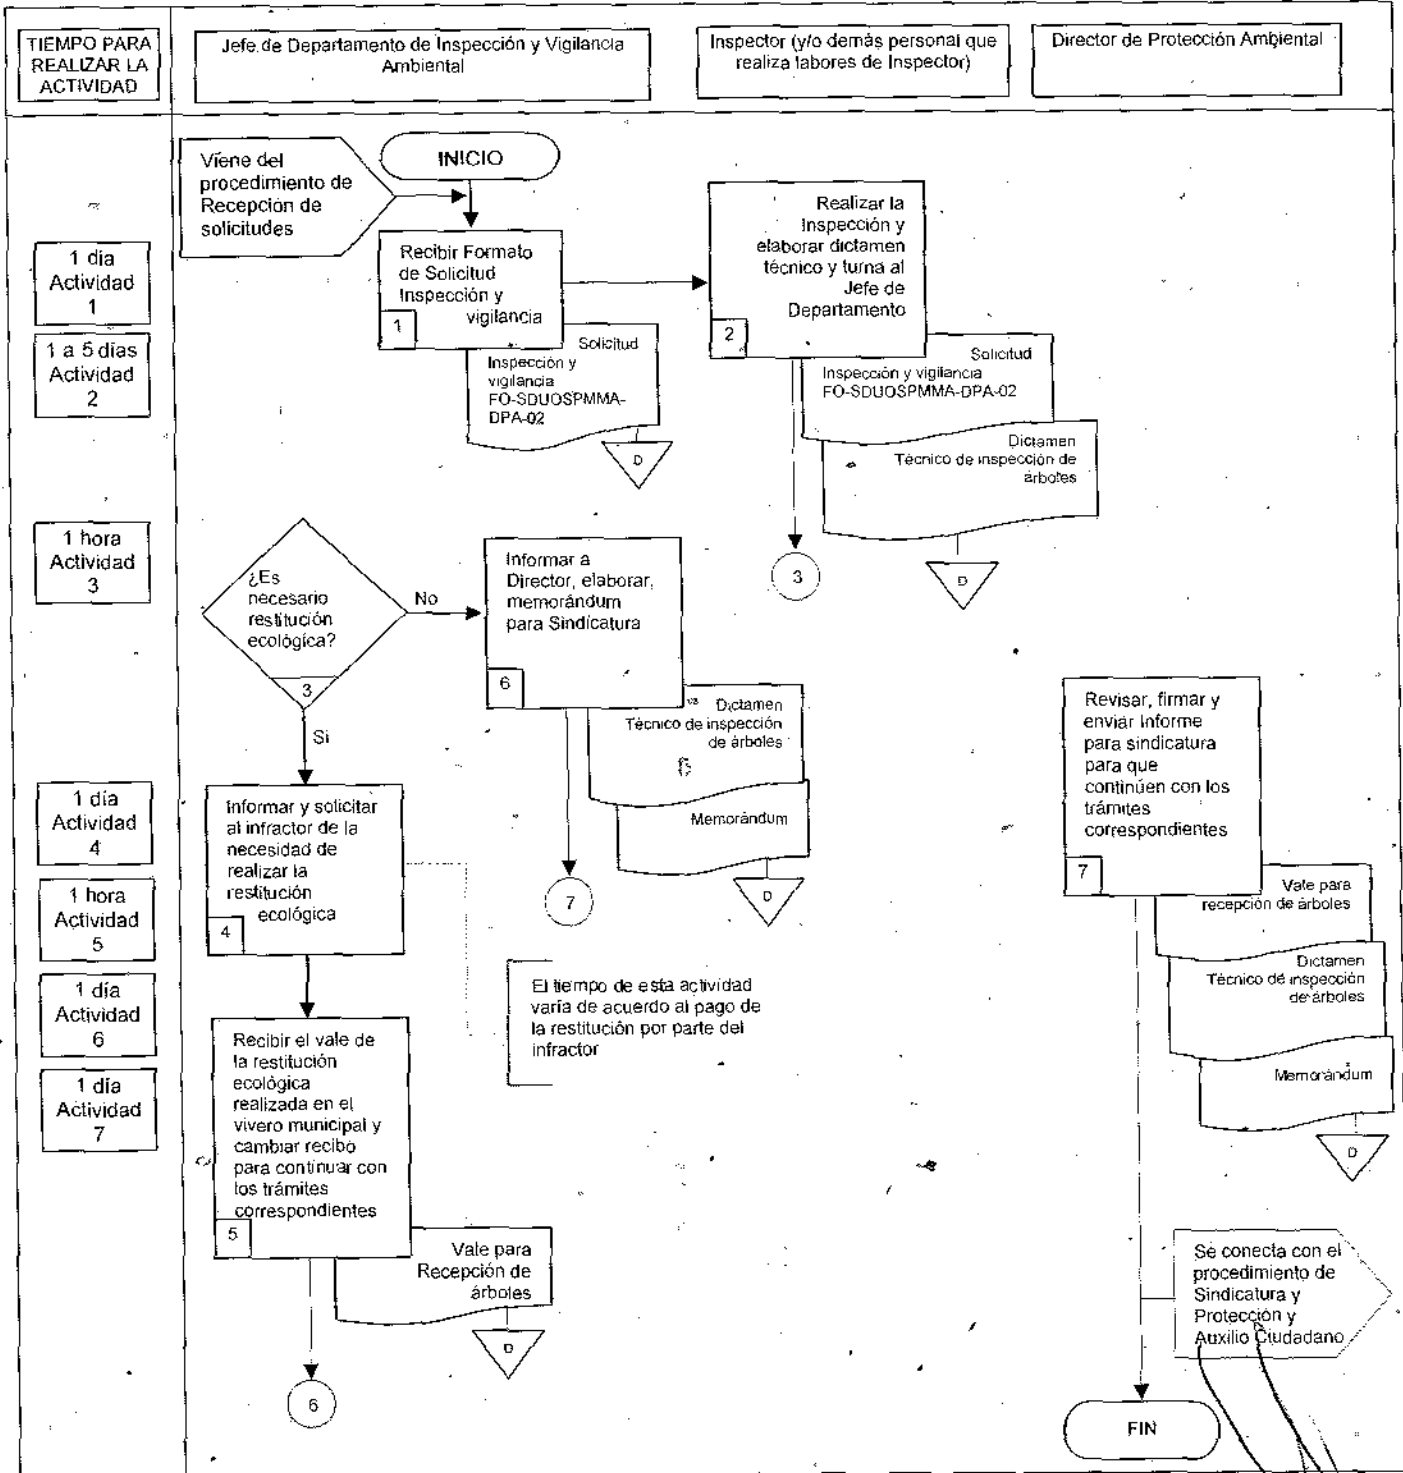 TIEMPO PARA
REALIZAR LA
ACTIVIDAD
Jefe de Departamento de Inspección y Vigilancia
Ambiental
Inspector (y/o demás personal que
realiza labores de Inspector)
Director de Protección Ambiental
Viene del
procedimiento de
Recepción de
solicitudes
INICIO
1 día
Actividad
1
Recibir Formato
de Solicitud
Inspección y
vigilancia
1
Solicitud
Inspección y
vigilancia
FO-SDUOSPMMA-
DPA-02
D
Realizar la
Inspección y
elaborar dictamen
técnico y turna al
Jefe de
Departamento
2
Solicitud
Inspección y vigilancia
FO-SDUOSPMMA-DPA-02
Dictamen
Técnico de inspección de
árboles
D
3
1 a 5 días
Actividad
2
1 hora
Actividad
3
¿Es
necesario
restitución
ecológica?
3
No
Si
Informar a
Director, elaborar,
memorándum
para Sindicatura
6
Dictamen
Técnico de inspección
de árboles
Memorándum
D
7
1 día
Actividad
4
Informar y solicitar
al infractor de la
necesidad de
realizar la
restitución
ecológica
4
El tiempo de esta actividad
varía de acuerdo al pago de
la restitución por parte del
infractor
1 hora
Actividad
5
1 día
Actividad
6
1 día
Actividad
7
Recibir el vale de
la restitución
ecológica
realizada en el
vivero municipal y
cambiar recibo
para continuar con
los trámites
correspondientes
5
Vale para
Recepción de
árboles
D
6
Revisar, firmar y
enviar Informe
para sindicatura
para que
continúen con los
trámites
correspondientes
7
Vale para
recepción de árboles
Dictamen
Técnico de inspección
de árboles
Memorándum
D
Se conecta con el
procedimiento de
Sindicatura y
Protección y
Auxilio Ciudadano
FIN